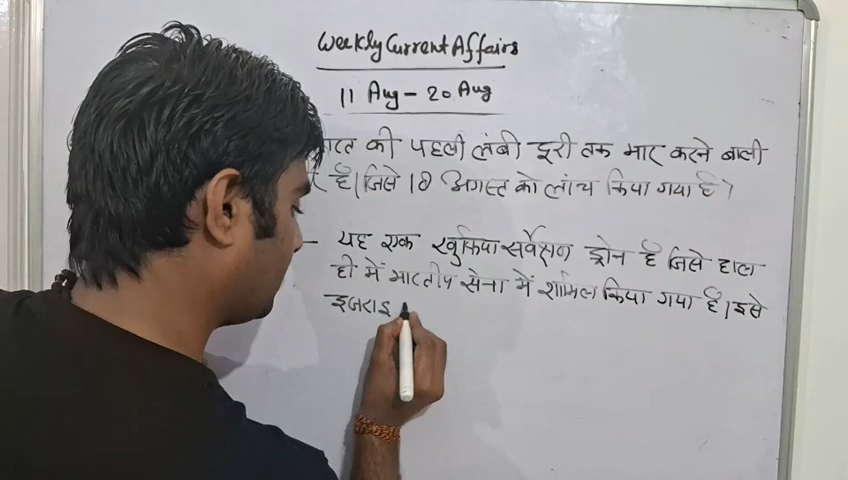 Weekly Current Affairs
11 Aug - 20 Aug
की पहली लंबी दूरी तक मार करने बाली
है। जिसे 18 अगस्त को लांच किया गया है?
- यह एक खुफिया सर्वेक्षण ड्रोन है जिसे हाल
ही में भारतीय सेना में शामिल किया गया है। इसे
इजराइ